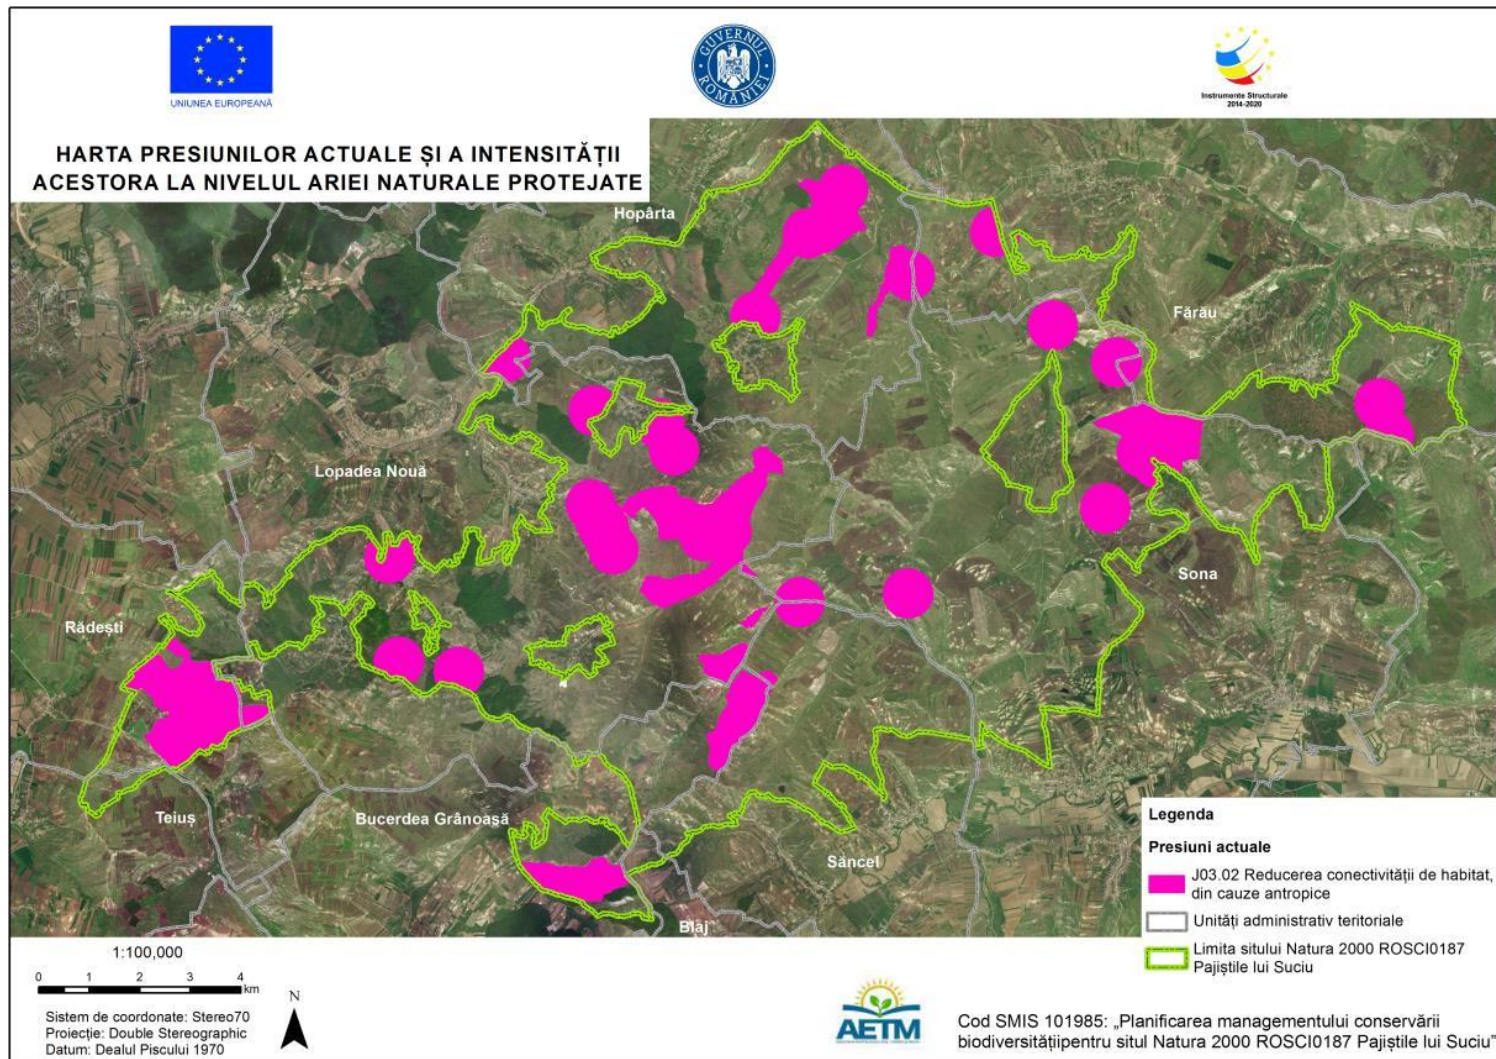 UNIUNEA EUROPEANĂ
GUVERNUL ROMÂNIEI
Instrumente Structurale
2014-2020
HARTA PRESIUNILOR ACTUALE ȘI A INTENSITĂȚII
ACESTORA LA NIVELUL ARIEI NATURALE PROTEJATE
Hopârta
Fărău
Lopadea Nouă
Sona
Rădești
Teiuș
Bucerdea Grânoașă
Sâncel
Blaj
Legenda
Presiuni actuale
J03.02 Reducerea conectivității de habitat,
din cauze antropice
Unități administrativ teritoriale
Limita sitului Natura 2000 ROSCI0187
Pajiștile lui Suciu
1:100,000
0 1 2 3 4
km
N
Sistem de coordonate: Stereo70
Proiecție: Double Stereographic
Datum: Dealul Piscului 1970
AETM
Cod SMIS 101985: „Planificarea managementului conservării
biodiversitățiipentru situl Natura 2000 ROSCI0187 Pajiștile lui Suciu”